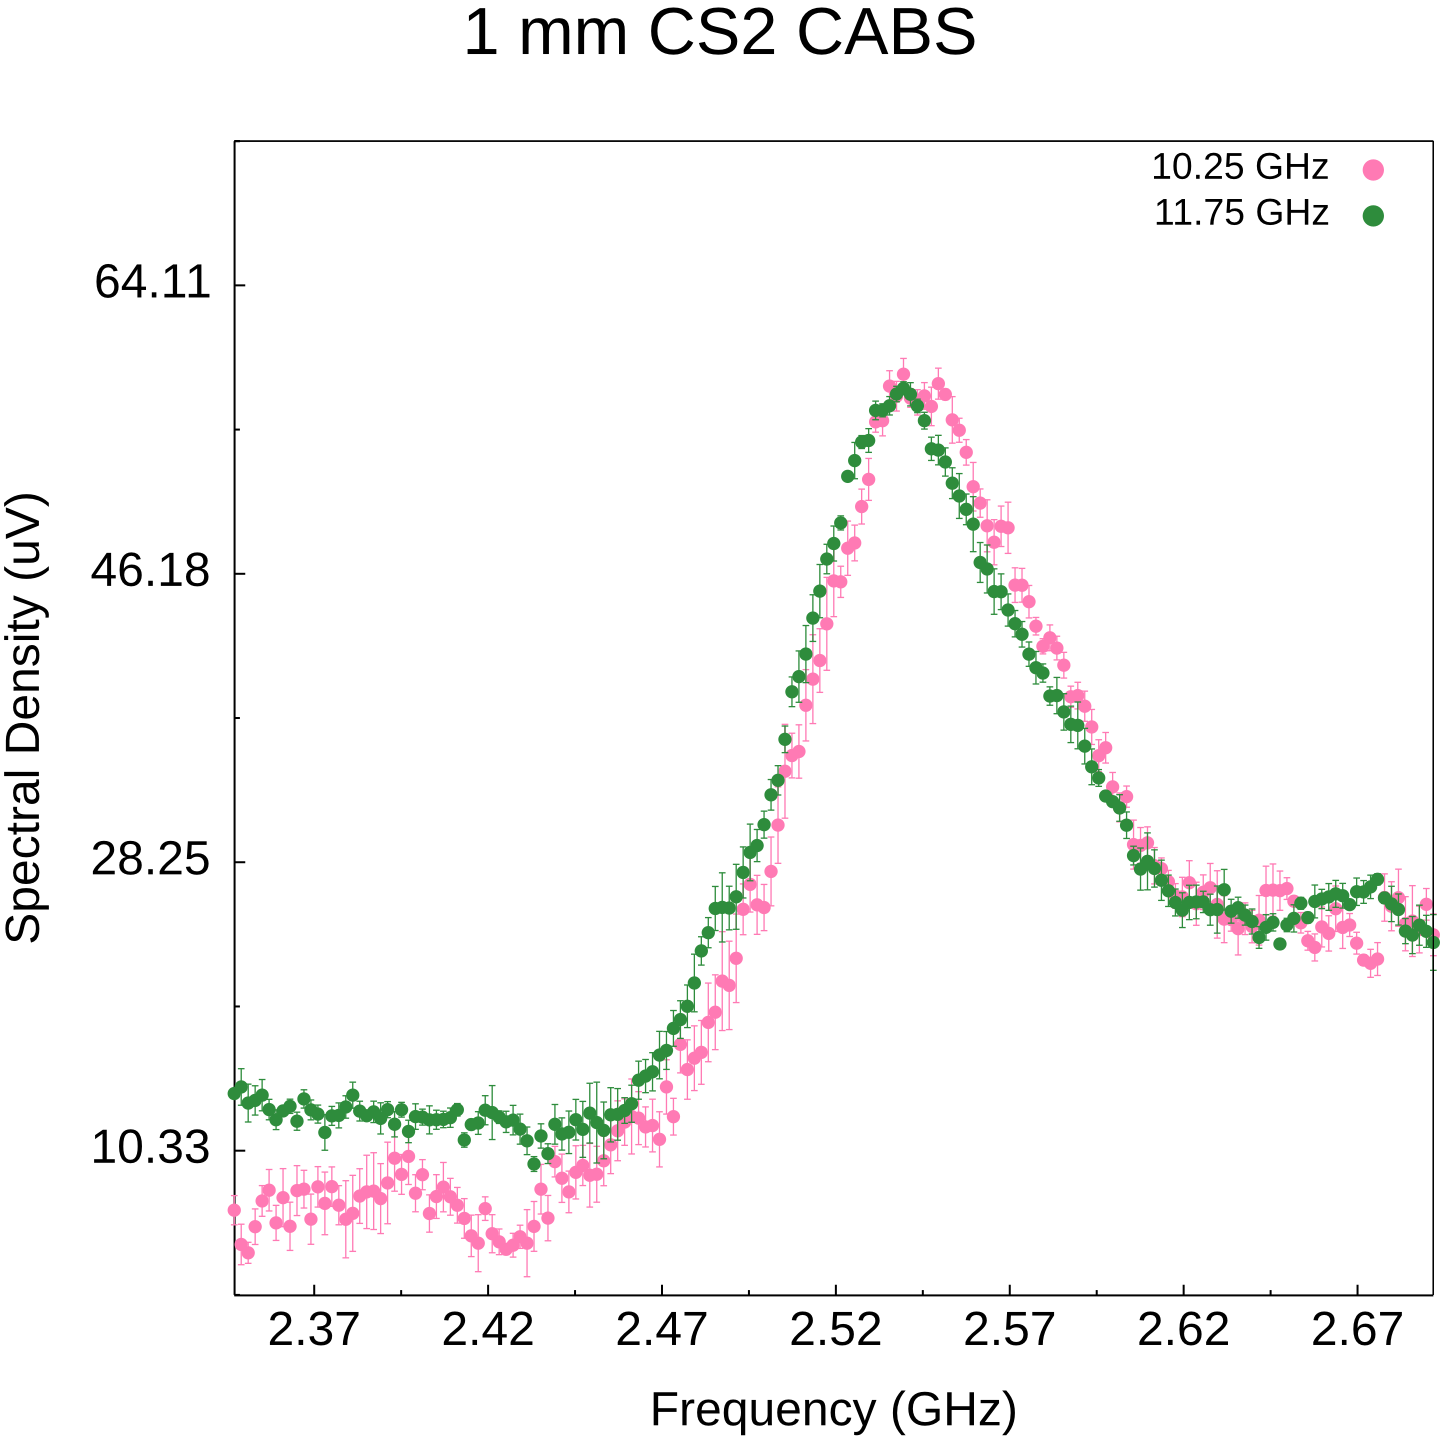 1 mm CS2 CABS
10.25 GHz
11.75 GHz
64.11
46.18
28.25
10.33
Spectral Density (uV)
2.37 2.42 2.47 2.52 2.57 2.62 2.67
Frequency (GHz)